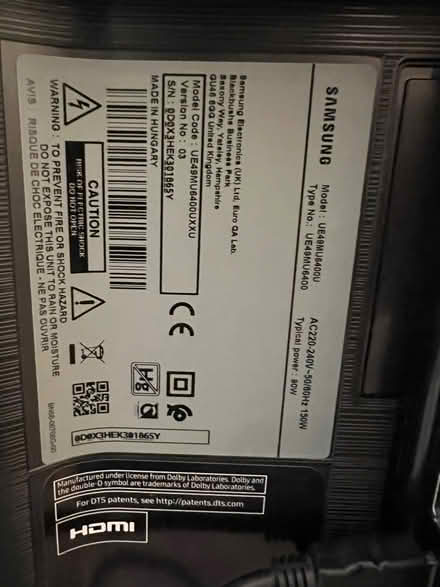 SAMSUNG
Model : UE49MU6400U
Type No.: UE49MU6400
AC220-240V~50/60Hz 150W
Typical power : 90W
Samsung Electronics (UK) Ltd, Euro QA Lab.
Blackbushe Business Park
Saxony Way, Yateley, Hampshire
GU46 6GG United Kingdom
Model Code : UE49MU6400UXXU
Version No : 03
S/N : 0D0X3HEK301865Y
MADE IN HUNGARY
CE
CAUTION
RISK OF ELECTRIC SHOCK
DO NOT OPEN
WARNING : TO PREVENT FIRE OR SHOCK HAZARD
DO NOT EXPOSE THIS UNIT TO RAIN OR MOISTURE
AVIS : RISQUE DE CHOC ELECTRIQUE - NE PAS OUVRIR
0D0X3HEK301865Y
Manufactured under license from Dolby Laboratories. Dolby and
the double-D symbol are trademarks of Dolby Laboratories.
For DTS patents, see http://patents.dts.com
HDMI